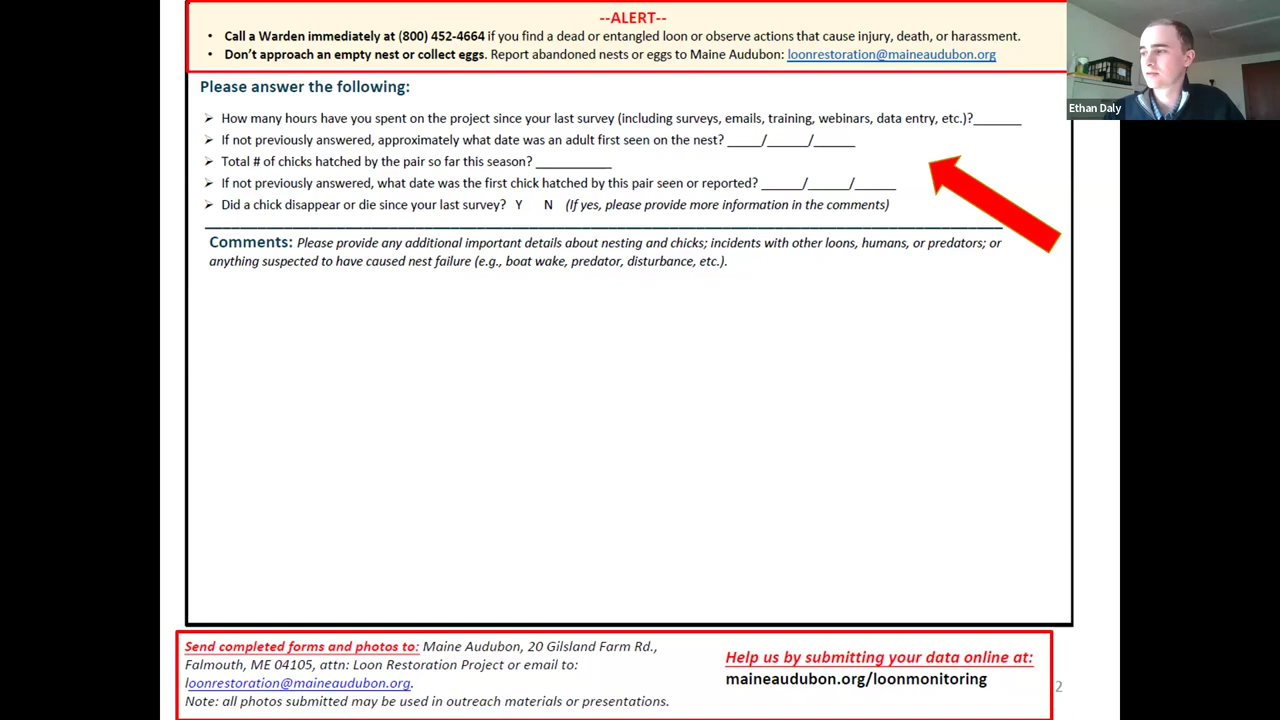 --ALERT--
• Call a Warden immediately at (800) 452-4664 if you find a dead or entangled loon or observe actions that cause injury, death, or harassment.
• Don't approach an empty nest or collect eggs. Report abandoned nests or eggs to Maine Audubon: loonrestoration@maineaudubon.org
Ethan Daly
Please answer the following:
➢ How many hours have you spent on the project since your last survey (including surveys, emails, training, webinars, data entry, etc.)?_______
➢ If not previously answered, approximately what date was an adult first seen on the nest? _____/______/______
➢ Total # of chicks hatched by the pair so far this season? ___________
➢ If not previously answered, what date was the first chick hatched by this pair seen or reported? ______/______/______
➢ Did a chick disappear or die since your last survey? Y N (If yes, please provide more information in the comments)
Comments: Please provide any additional important details about nesting and chicks; incidents with other loons, humans, or predators; or
anything suspected to have caused nest failure (e.g., boat wake, predator, disturbance, etc.).
Send completed forms and photos to: Maine Audubon, 20 Gilsland Farm Rd.,
Falmouth, ME 04105, attn: Loon Restoration Project or email to:
loonrestoration@maineaudubon.org.
Note: all photos submitted may be used in outreach materials or presentations.
Help us by submitting your data online at:
maineaudubon.org/loonmonitoring
2